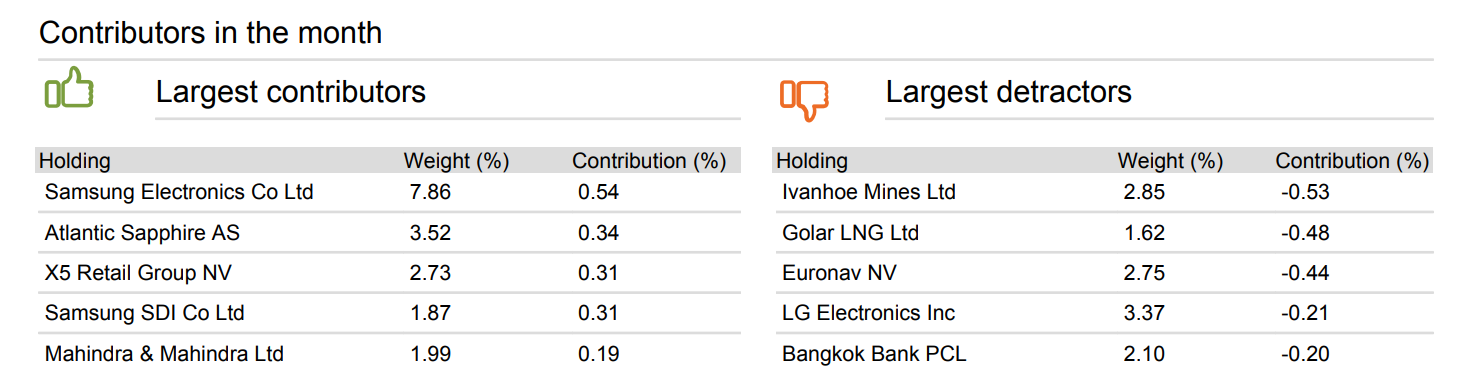 Contributors in the month
Largest contributors
Holding Weight (%) Contribution (%)
Samsung Electronics Co Ltd 7.86 0.54
Atlantic Sapphire AS 3.52 0.34
X5 Retail Group NV 2.73 0.31
Samsung SDI Co Ltd 1.87 0.31
Mahindra & Mahindra Ltd 1.99 0.19
Largest detractors
Holding Weight (%) Contribution (%)
Ivanhoe Mines Ltd 2.85 -0.53
Golar LNG Ltd 1.62 -0.48
Euronav NV 2.75 -0.44
LG Electronics Inc 3.37 -0.21
Bangkok Bank PCL 2.10 -0.20